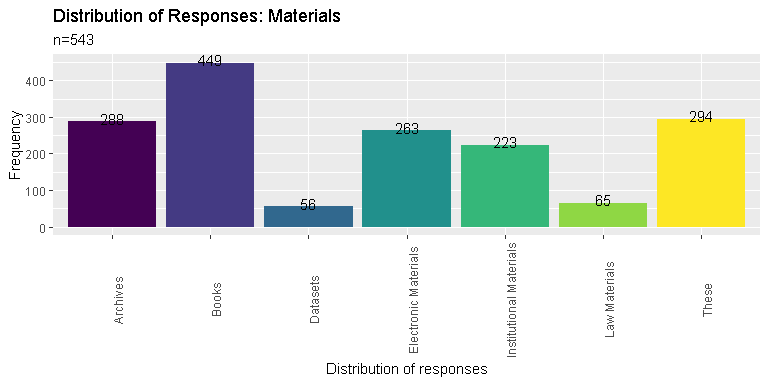 Distribution of Responses: Materials
n=543
Frequency
400
300
200
100
0
288
449
56
263
223
65
294
Archives
Books
Datasets
Electronic Materials
Institutional Materials
Law Materials
These
Distribution of responses